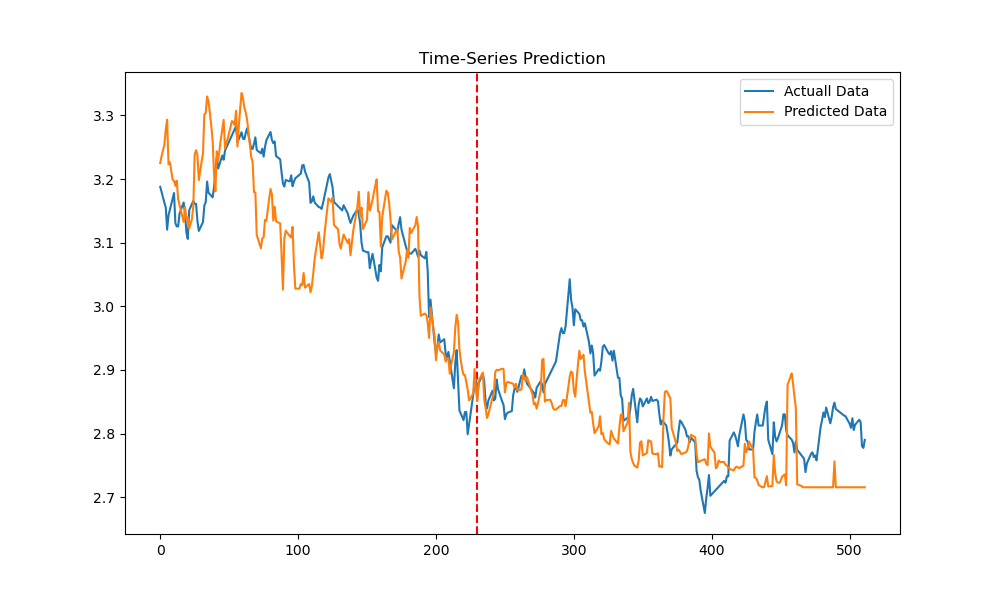 Time-Series Prediction
Actuall Data
Predicted Data
3.3
3.2
3.1
3.0
2.9
2.8
2.7
0 100 200 300 400 500